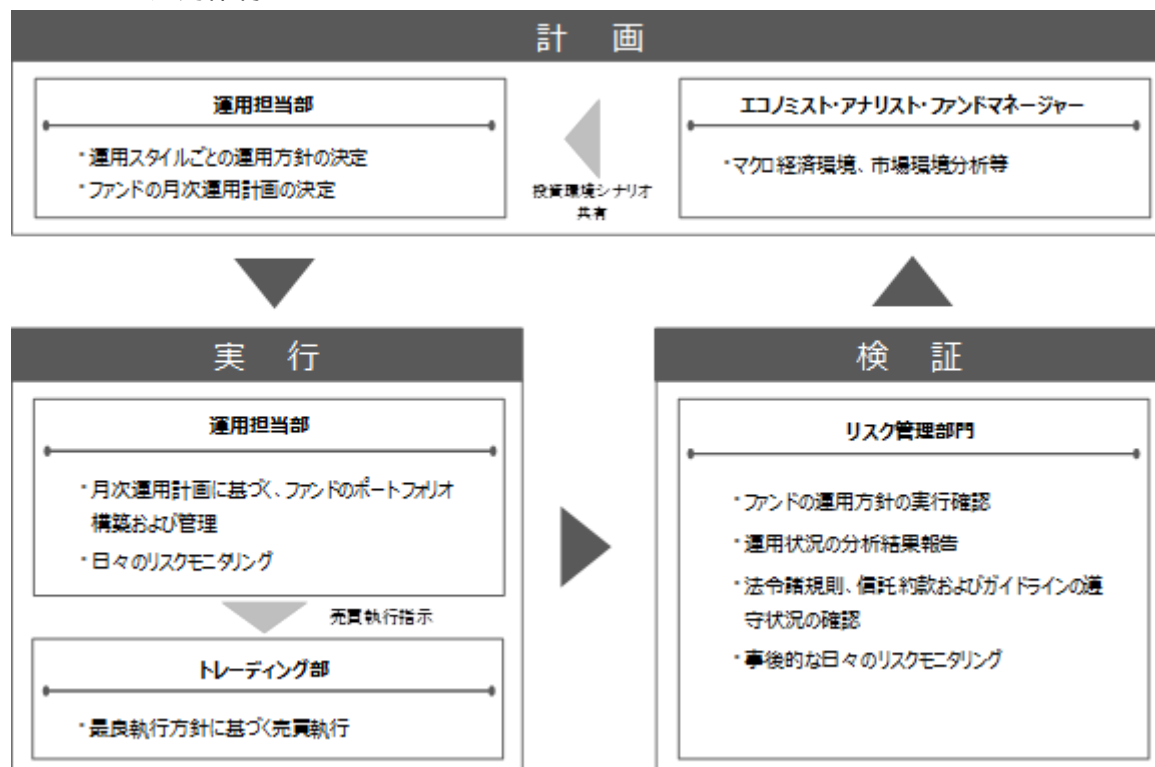 計　画
運用担当部
・運用スタイルごとの運用方針の決定
・ファンドの月次運用計画の決定
投資環境シナリオ
共有
エコノミスト・アナリスト・ファンドマネージャー
・マクロ経済環境、市場環境分析等
実　行
運用担当部
・月次運用計画に基づく、ファンドのポートフォリオ
構築および管理
・日々のリスクモニタリング
売買執行指示
トレーディング部
・最良執行方針に基づく売買執行
検　証
リスク管理部門
・ファンドの運用方針の実行確認
・運用状況の分析結果報告
・法令諸規則、信託約款およびガイドラインの遵
守状況の確認
・事後的な日々のリスクモニタリング